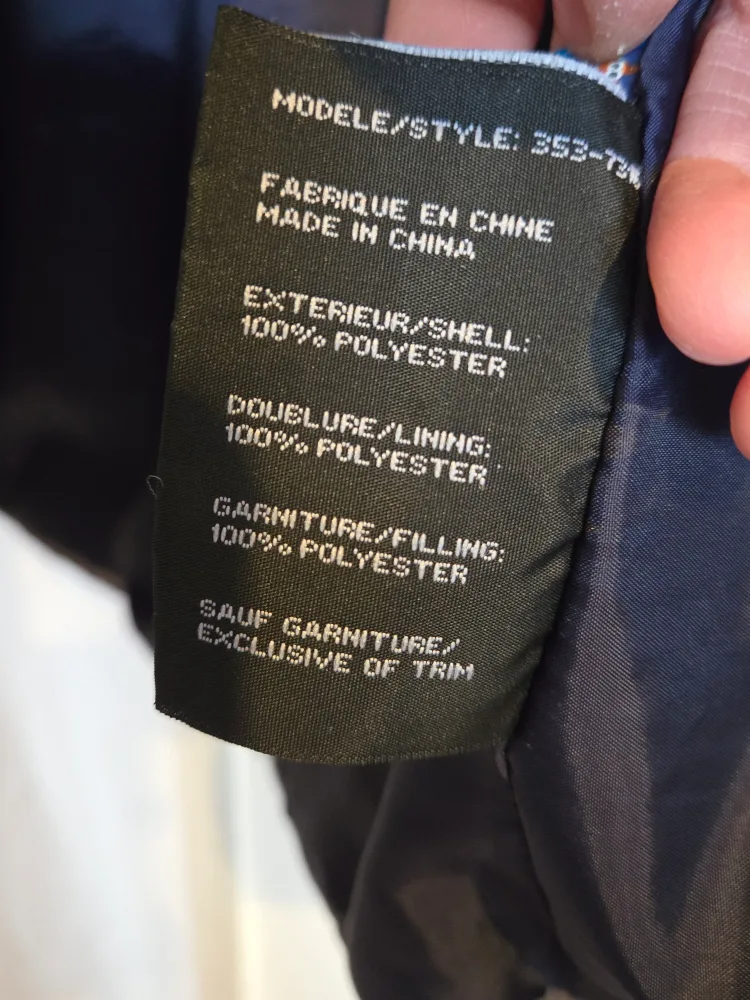 MODELE/STYLE: 353-
FABRIQUE EN CHINE
MADE IN CHINA
EXTERIEUR/SHELL:
100% POLYESTER
DOUBLURE/LINING:
100% POLYESTER
GARNITURE/FILLING:
100% POLYESTER
SAUF GARNITURE/
EXCLUSIVE OF TRIM